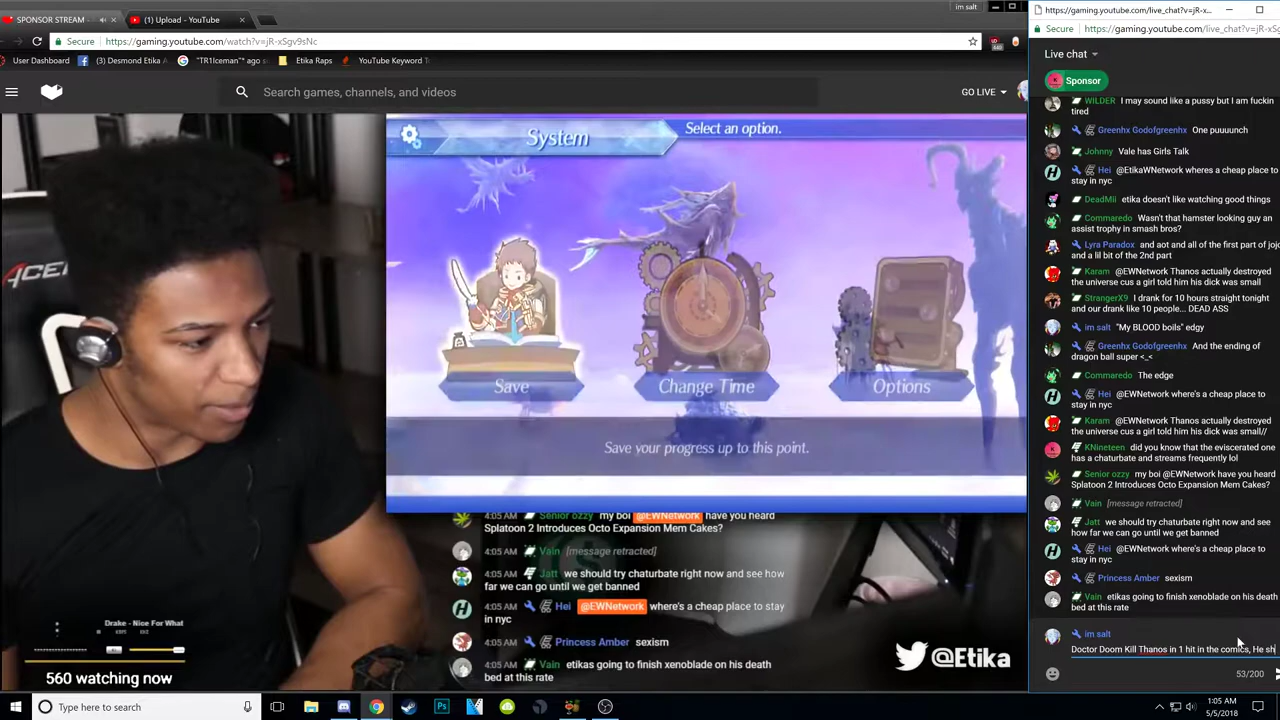 SPONSOR STREAM -
(1) Upload - YouTube
im salt
https://gaming.youtube.com/live_chat?v=jR-x...
Secure
https://gaming.youtube.com/watch?v=jR-xSgv9sNc
Secure
https://gaming.youtube.com/live_chat?v=jR-xSg
User Dashboard
(3) Desmond Etika
"TR1Iceman"* ago s
Etika Raps
YouTube Keyword T
Search games, channels, and videos
GO LIVE
System
Select an option.
Save
Change Time
Options
Save your progress up to this point.
Senior ozzy my boi @EWNetwork have you heard
Splatoon 2 Introduces Octo Expansion Mem Cakes?
4:05 AM Vain [message retracted]
4:05 AM Jatt we should try chaturbate right now and see how
far we can go until we get banned
4:05 AM Hei @EWNetwork where's a cheap place to stay
in nyc
4:05 AM Princess Amber sexism
4:05 AM Vain etikas going to finish xenoblade on his death
bed at this rate
@Etika
Drake - Nice For What
560 watching now
Live chat
Sponsor
WILDER I may sound like a pussy but I am fuckin
tired
Greenhx Godofgreenhx One puuuunch
Johnny Vale has Girls Talk
Hei @EtikaWNetwork wheres a cheap place to
stay in nyc
DeadMii etika doesn't like watching good things
Commaredo Wasn't that hamster looking guy an
assist trophy in smash bros?
Lyra Paradox and aot and all of the first part of jojo
and a lil bit of the 2nd part
Karam @EWNetwork Thanos actually destroyed
the universe cus a girl told him his dick was small
StrangerX9 I drank for 10 hours straight tonight
and our drank like 10 people... DEAD ASS
im salt "My BLOOD boils" edgy
Greenhx Godofgreenhx And the ending of
dragon ball super <_<
Commaredo The edge
Hei @EWNetwork where's a cheap place to
stay in nyc
Karam @EWNetwork Thanos actually destroyed
the universe cus a girl told him his dick was small//
KNineteen did you know that the eviscerated one
has a chaturbate and streams frequently lol
Senior ozzy my boi @EWNetwork have you heard
Splatoon 2 Introduces Octo Expansion Mem Cakes?
Vain [message retracted]
Jatt we should try chaturbate right now and see
how far we can go until we get banned
Hei @EWNetwork where's a cheap place to
stay in nyc
Princess Amber sexism
Vain etikas going to finish xenoblade on his death
bed at this rate
im salt
Doctor Doom Kill Thanos in 1 hit in the comics, He sh
53/200
Type here to search
1:05 AM
5/5/2018